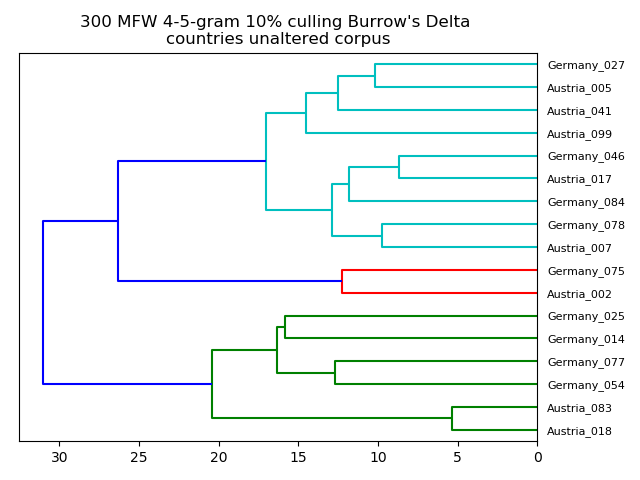 300 MFW 4-5-gram 10% culling Burrow's Delta
countries unaltered corpus
Germany_027
Austria_005
Austria_041
Austria_099
Germany_046
Austria_017
Germany_084
Germany_078
Austria_007
Germany_075
Austria_002
Germany_025
Germany_014
Germany_077
Germany_054
Austria_083
Austria_018
30 25 20 15 10 5 0